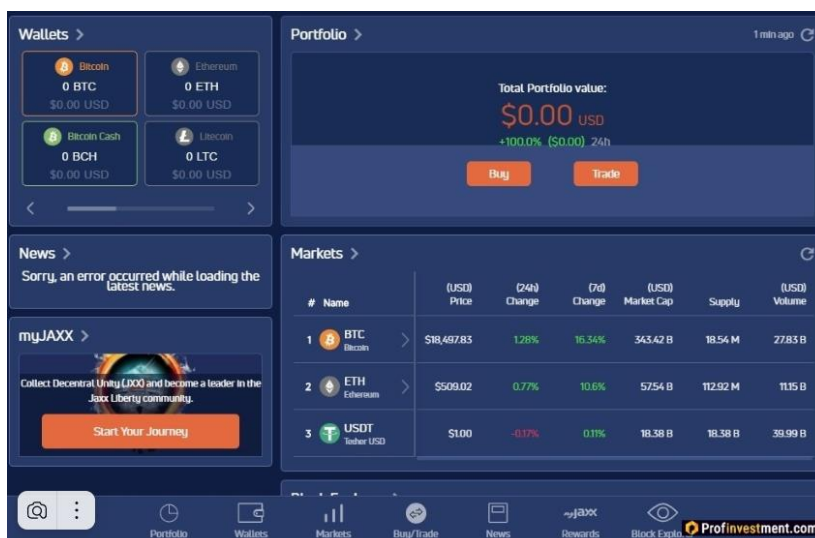 Wallets >
Bitcoin
0 BTC
$0.00 USD
Ethereum
0 ETH
$0.00 USD
Bitcoin Cash
0 BCH
$0.00 USD
Litecoin
0 LTC
$0.00 USD
Portfolio >
1 min ago
Total Portfolio value:
$0.00 USD
+100.0% ($0.00) 24h
Buy Trade
News >
Sorry, an error occurred while loading the
latest news.
myJAXX >
Collect Decentral Unity (JXX) and become a leader in the
Jaxx Liberty community.
Start Your Journey
Markets >
# Name (USD) Price (24h) Change (7d) Change (USD) Market Cap Supply (USD) Volume
1 BTC Bitcoin $18,497.83 1.28% 16.34% 343.42 B 18.54 M 27.83 B
2 ETH Ethereum $509.02 0.77% 10.6% 57.54 B 112.92 M 11.15 B
3 USDT Tether USD $1.00 -0.17% 0.11% 18.38 B 18.38 B 39.99 B
Portfolio Wallets Markets Buy/Trade News Rewards Block Explo
jaxx
Profinvestment.com